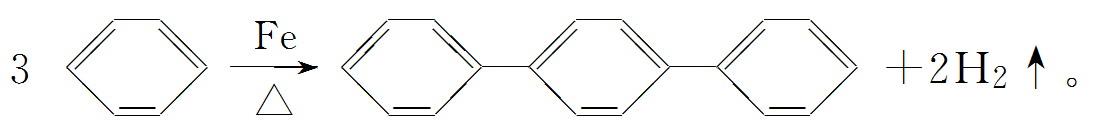 3 Fe △ +2H₂↑。